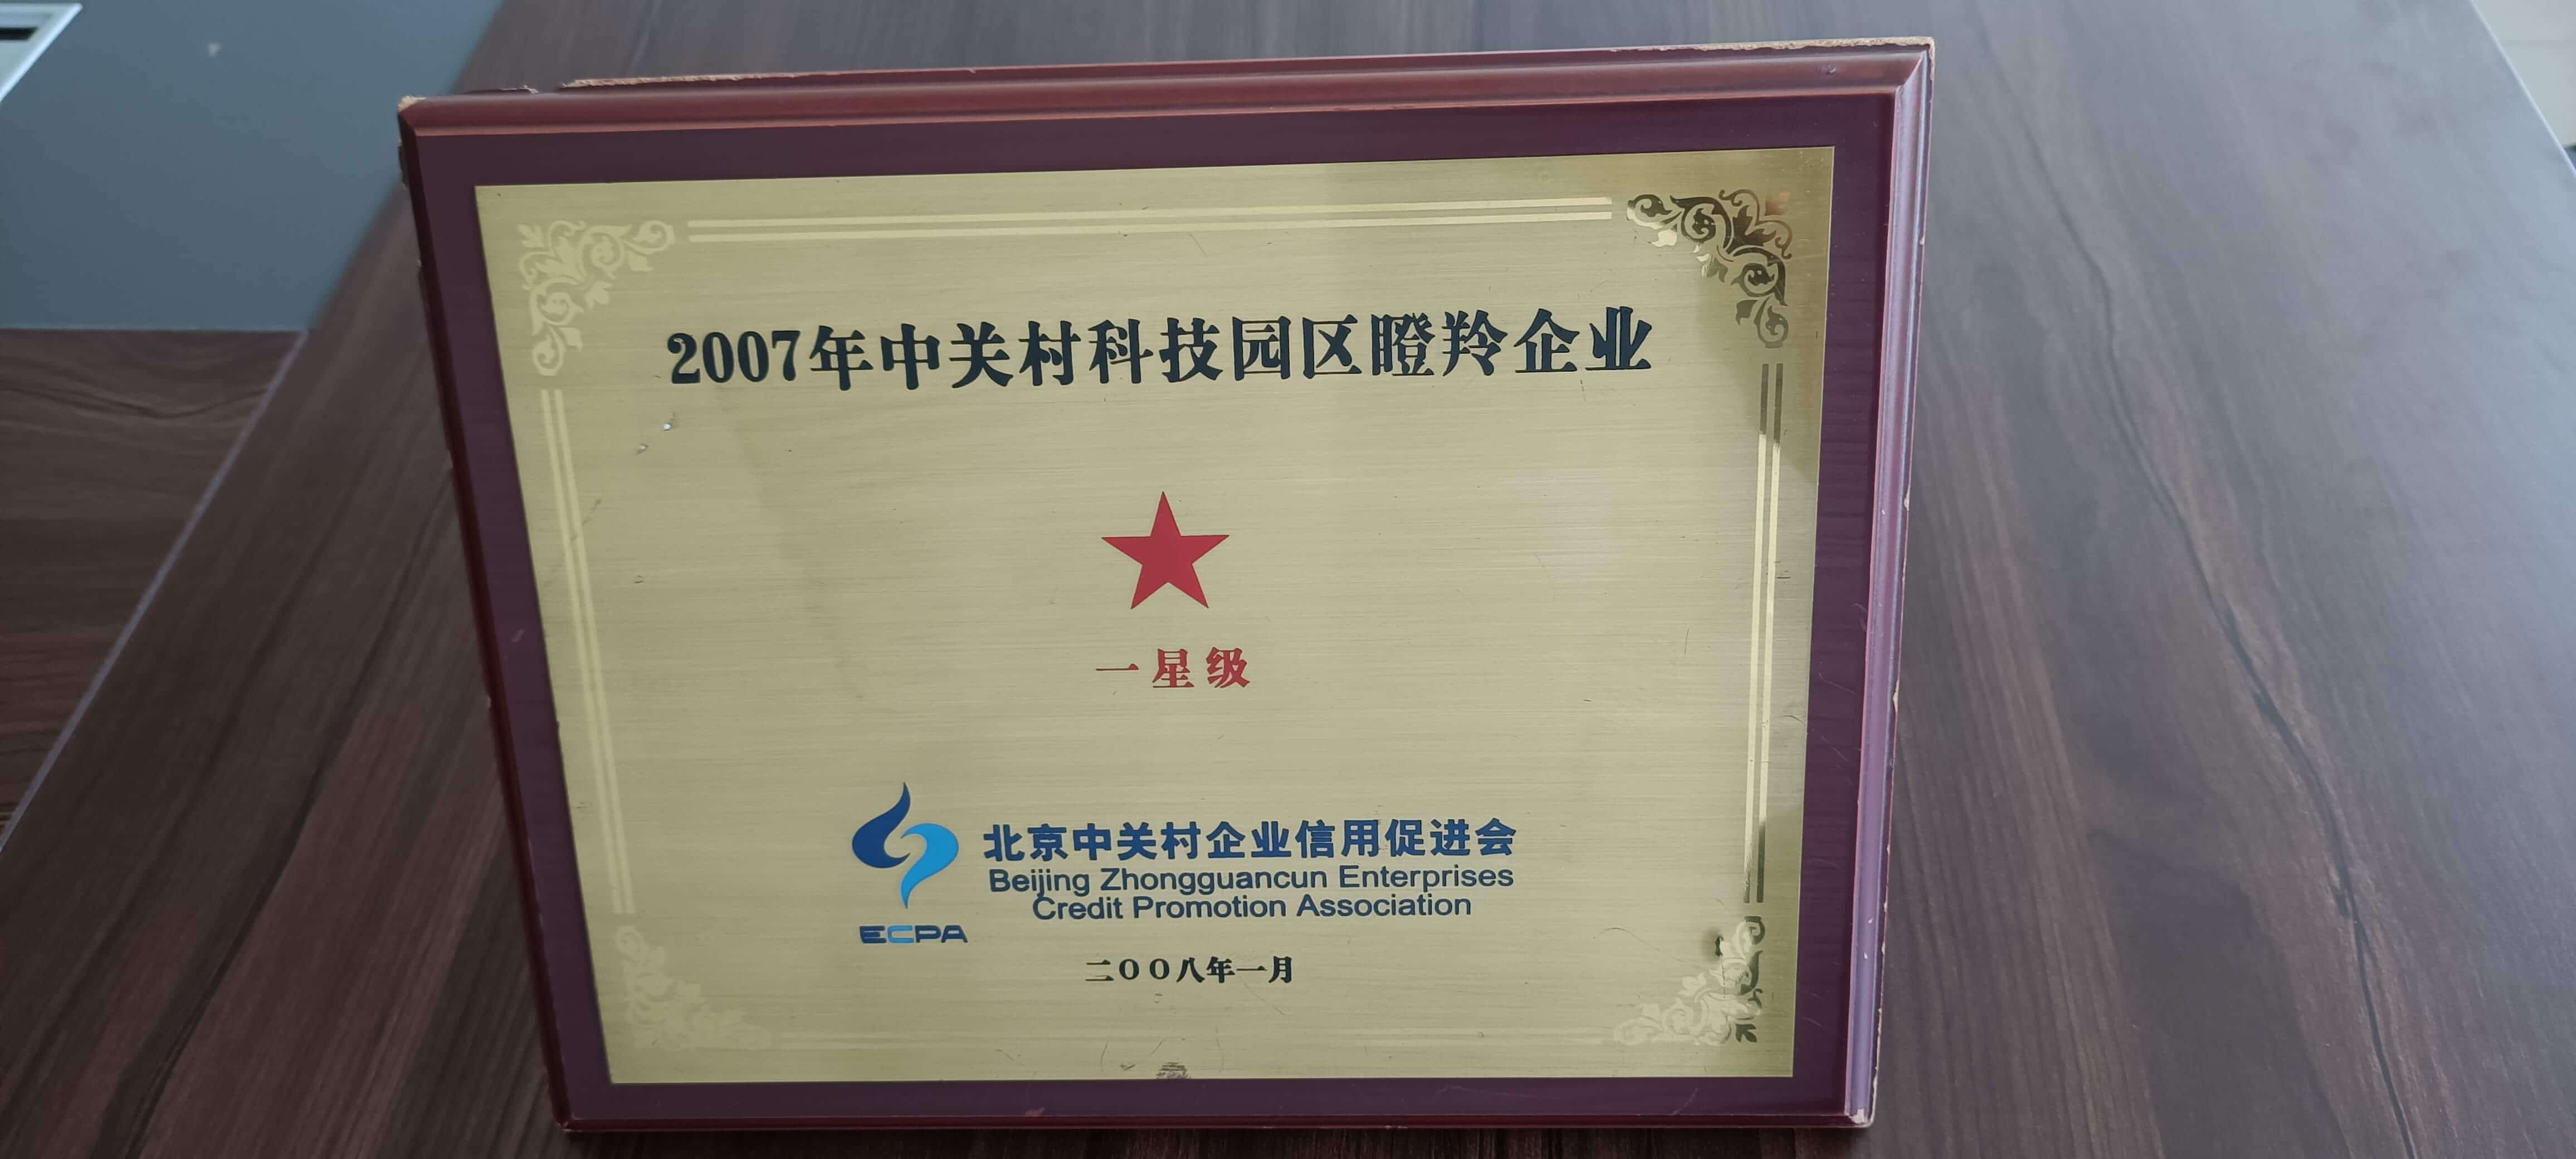 2007年中关村科技园区瞪羚企业
一星级
北京中关村企业信用促进会
Beijing Zhongguancun Enterprises
Credit Promotion Association
ECPA
二〇〇八年一月